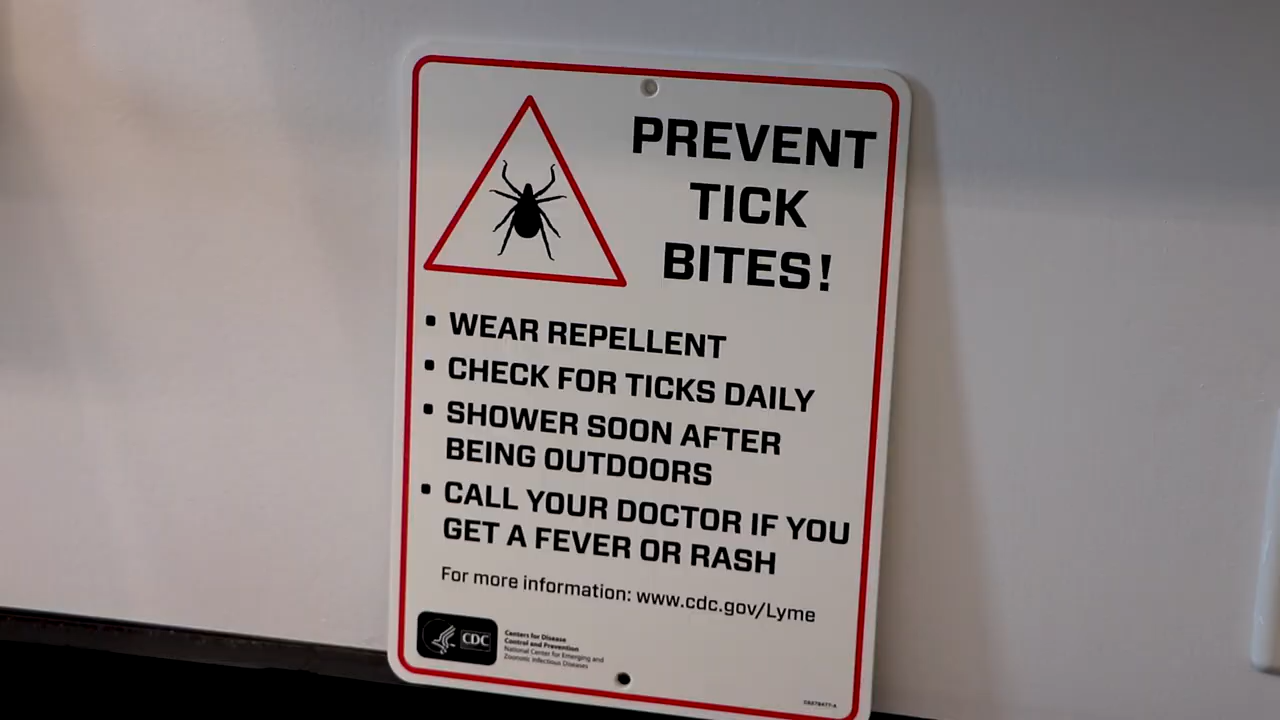 PREVENT
TICK
BITES!
• WEAR REPELLENT
• CHECK FOR TICKS DAILY
• SHOWER SOON AFTER
BEING OUTDOORS
• CALL YOUR DOCTOR IF YOU
GET A FEVER OR RASH
For more information: www.cdc.gov/Lyme
CDC
Centers for Disease
Control and Prevention
National Center for Emerging and
Zoonotic Infectious Diseases